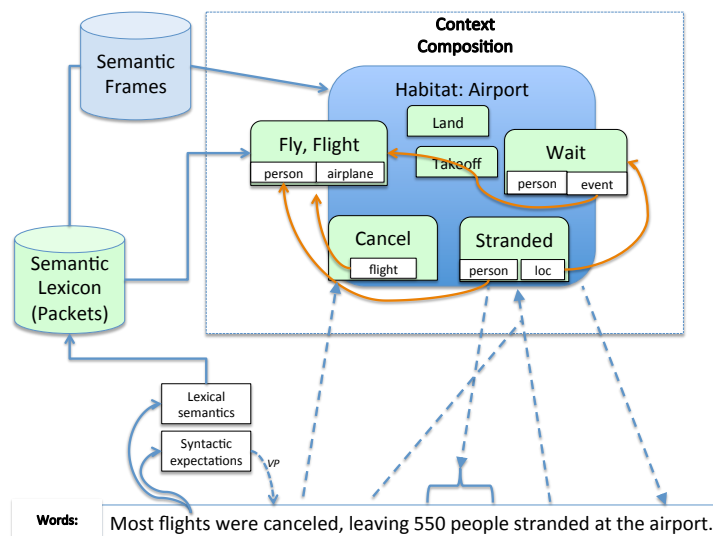 Context
Composition
Semantic
Frames
Habitat: Airport
Land
Fly, Flight
person
airplane
Takeoff
Wait
person
event
Cancel
flight
Stranded
person
loc
Semantic
Lexicon
(Packets)
Lexical
semantics
Syntactic
expectations
VP
Words:
Most flights were canceled, leaving 550 people stranded at the airport.